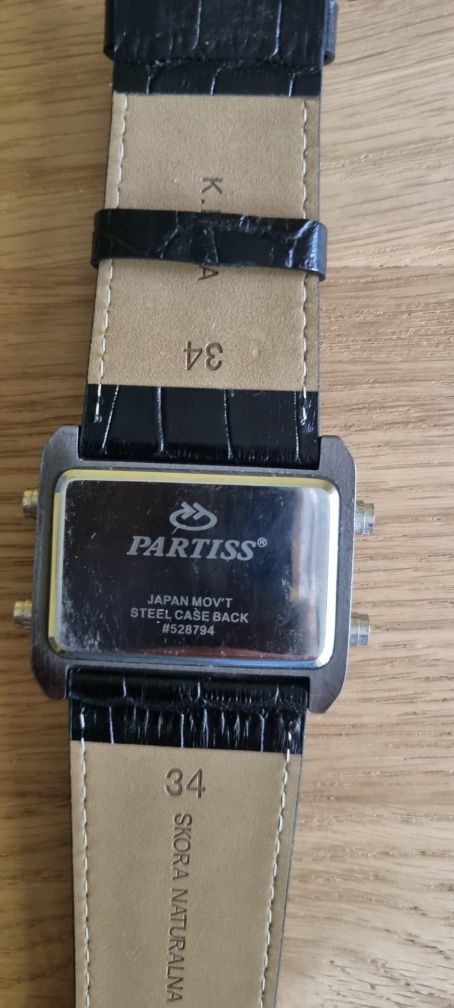 34
PARTISS®
JAPAN MOV'T
STEEL CASE BACK
#528794
34
SKORA NATURALNA